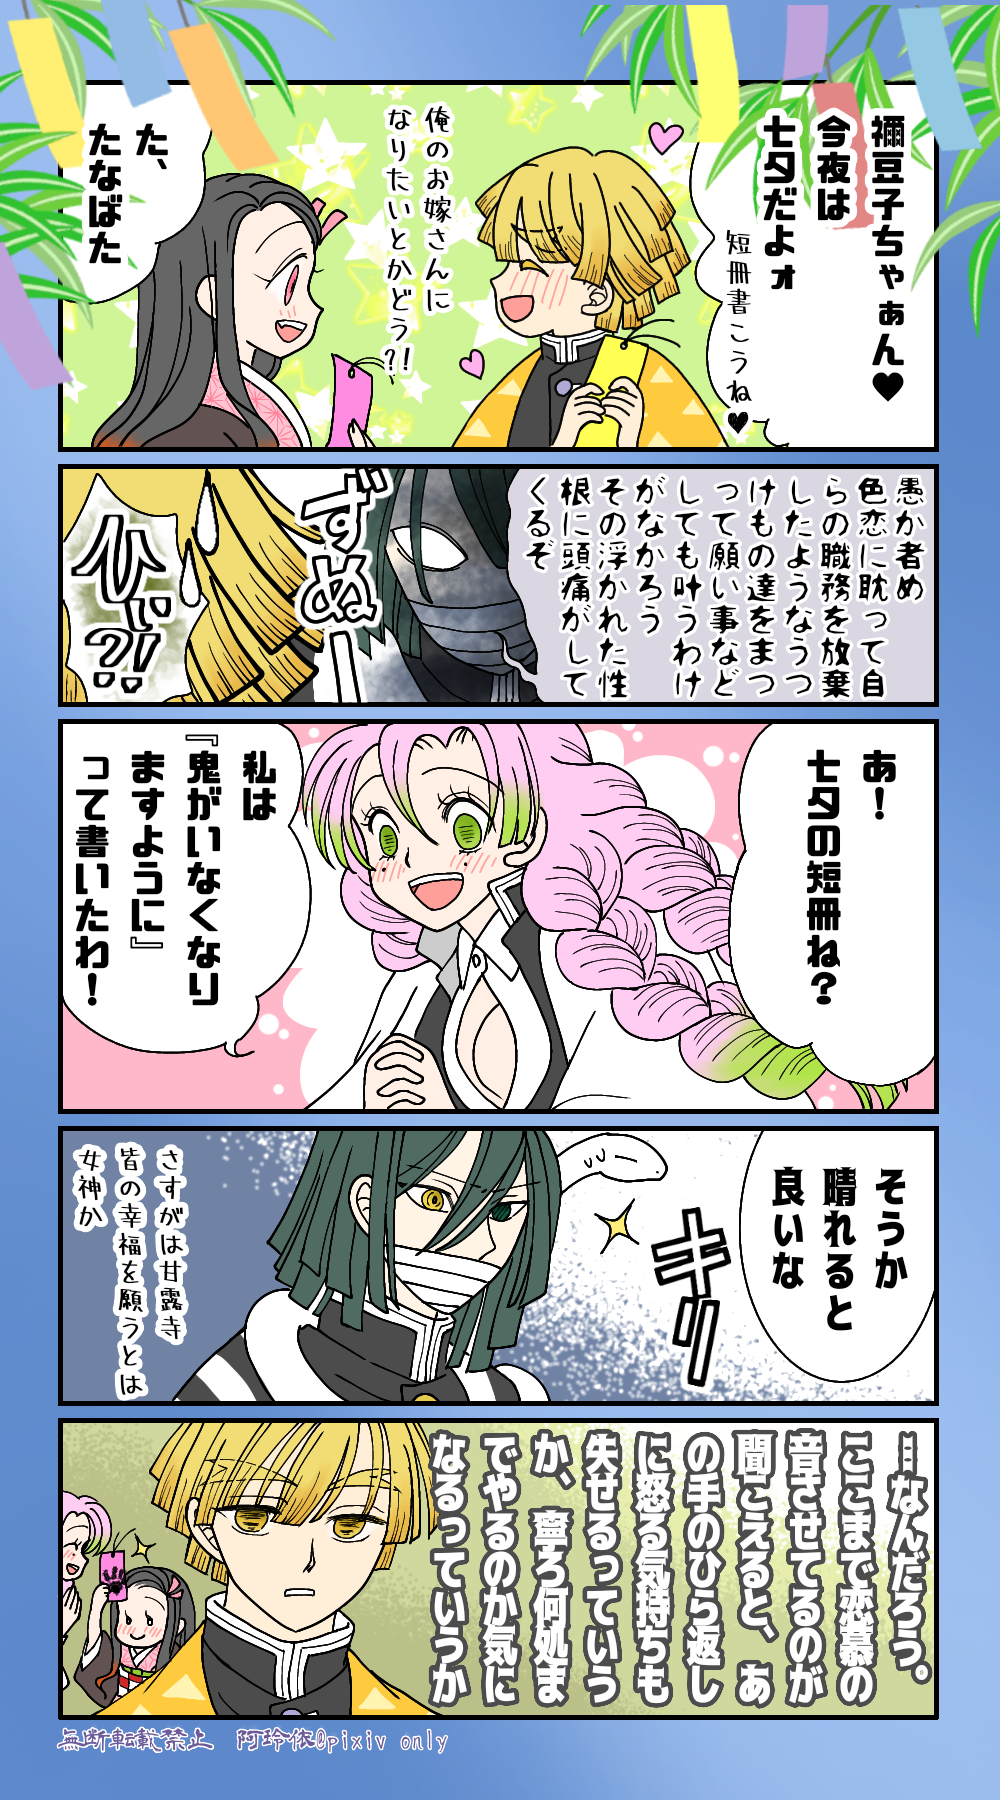 禰豆子ちゃぁん♥
今夜は
七夕だよォ
短冊書こうね♥
俺のお嫁さんに
なりたいとかどう?!
た、
たなばた
愚か者め
色恋に耽って自
らの職務を放棄
したようなうつ
けもの達をまつ
って願い事など
しても叶うわけ
がなかろう
その浮かれた性
根に頭痛がして
くるぞ
ずぬー
ひぃ?!
あ!
七夕の短冊ね?
私は
『鬼がいなくなり
ますように』
って書いたわ!
そうか
晴れると
良いな
キリッ
さすがは甘露寺
皆の幸福を願うとは
女神か
…なんだろう。
ここまで恋慕の
音させてるのが
聞こえると、あ
の手のひら返し
に怒る気持ちも
失せるっていう
か、寧ろ何処ま
でやるのか気に
なるっていうか
無断転載禁止 阿玲依@pixiv only